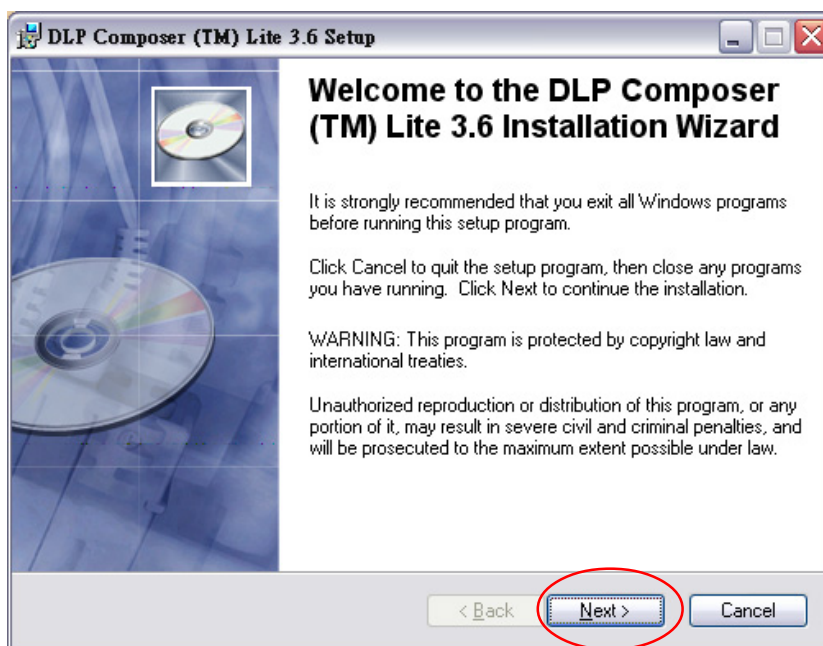 DLP Composer (TM) Lite 3.6 Setup
Welcome to the DLP Composer
(TM) Lite 3.6 Installation Wizard
It is strongly recommended that you exit all Windows programs
before running this setup program.
Click Cancel to quit the setup program, then close any programs
you have running. Click Next to continue the installation.
WARNING: This program is protected by copyright law and
international treaties.
Unauthorized reproduction or distribution of this program, or any
portion of it, may result in severe civil and criminal penalties, and
will be prosecuted to the maximum extent possible under law.
< Back Next > Cancel